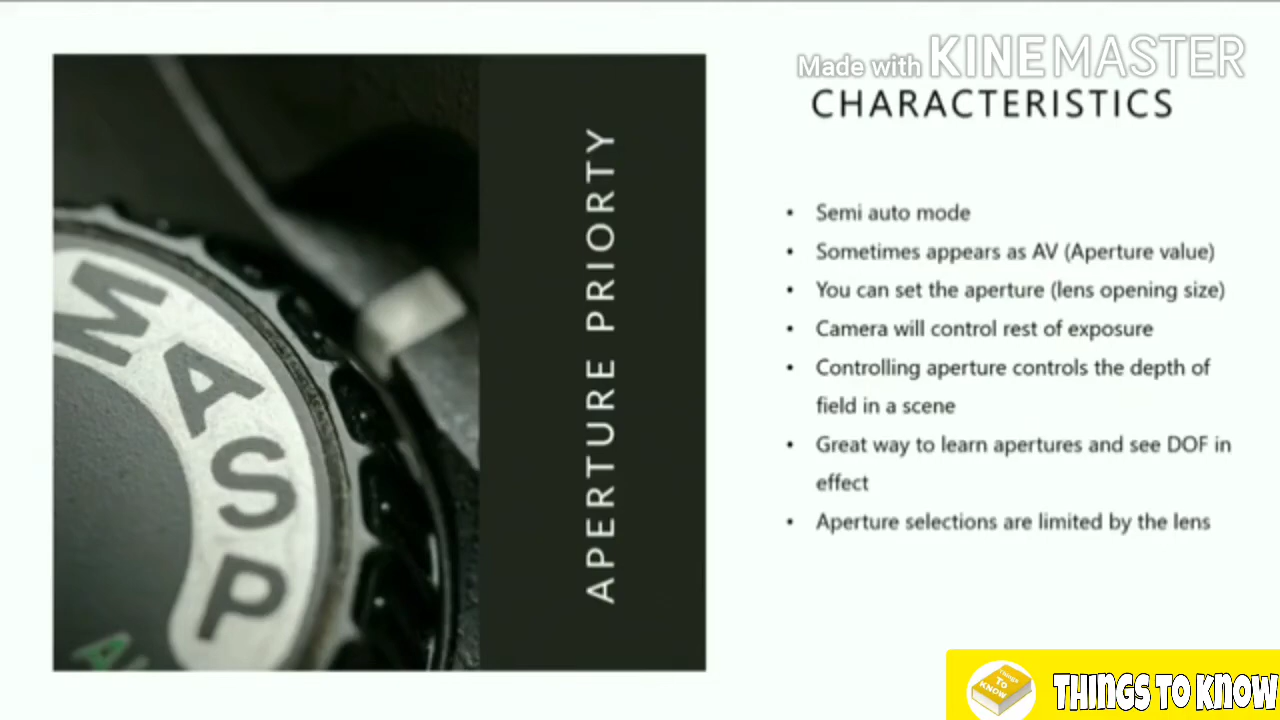 Made with KINEMASTER
CHARACTERISTICS
M
A
S
P
APERTURE PRIORTY
• Semi auto mode
• Sometimes appears as AV (Aperture value)
• You can set the aperture (lens opening size)
• Camera will control rest of exposure
• Controlling aperture controls the depth of
field in a scene
• Great way to learn apertures and see DOF in
effect
• Aperture selections are limited by the lens
Things
To
KNOW
THINGS TO KNOW